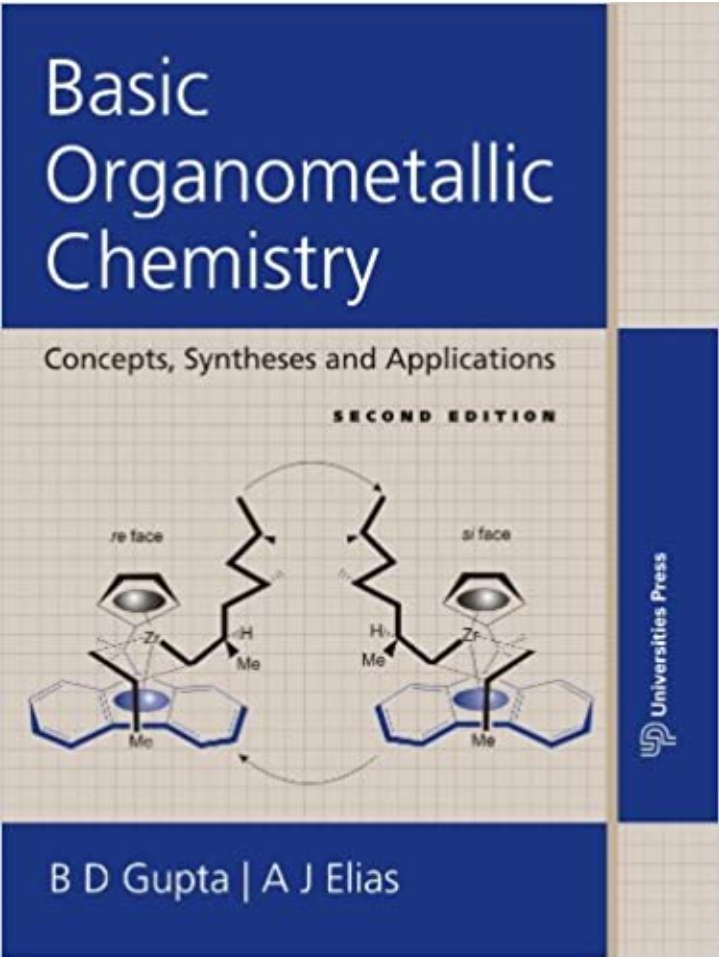 Basic
Organometallic
Chemistry
Concepts, Syntheses and Applications
SECOND EDITION
re face
si face
Zr
H
Me
Me
H
Me
Zr
Me
Universities Press
B D Gupta | A J Elias